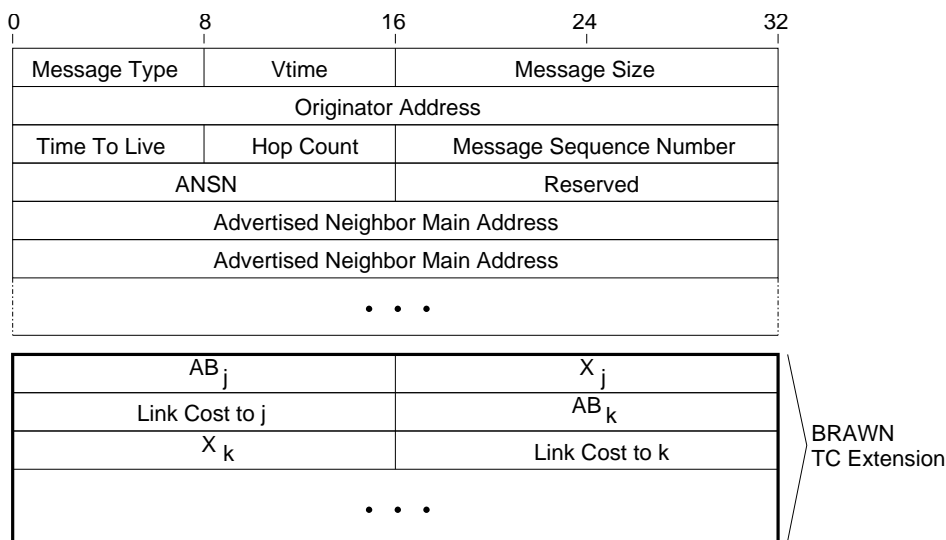 0 8 16 24 32
Message Type Vtime Message Size
Originator Address
Time To Live Hop Count Message Sequence Number
ANSN Reserved
Advertised Neighbor Main Address
Advertised Neighbor Main Address
• • •
AB j X j
Link Cost to j AB k
X k Link Cost to k
• • •
BRAWN
TC Extension